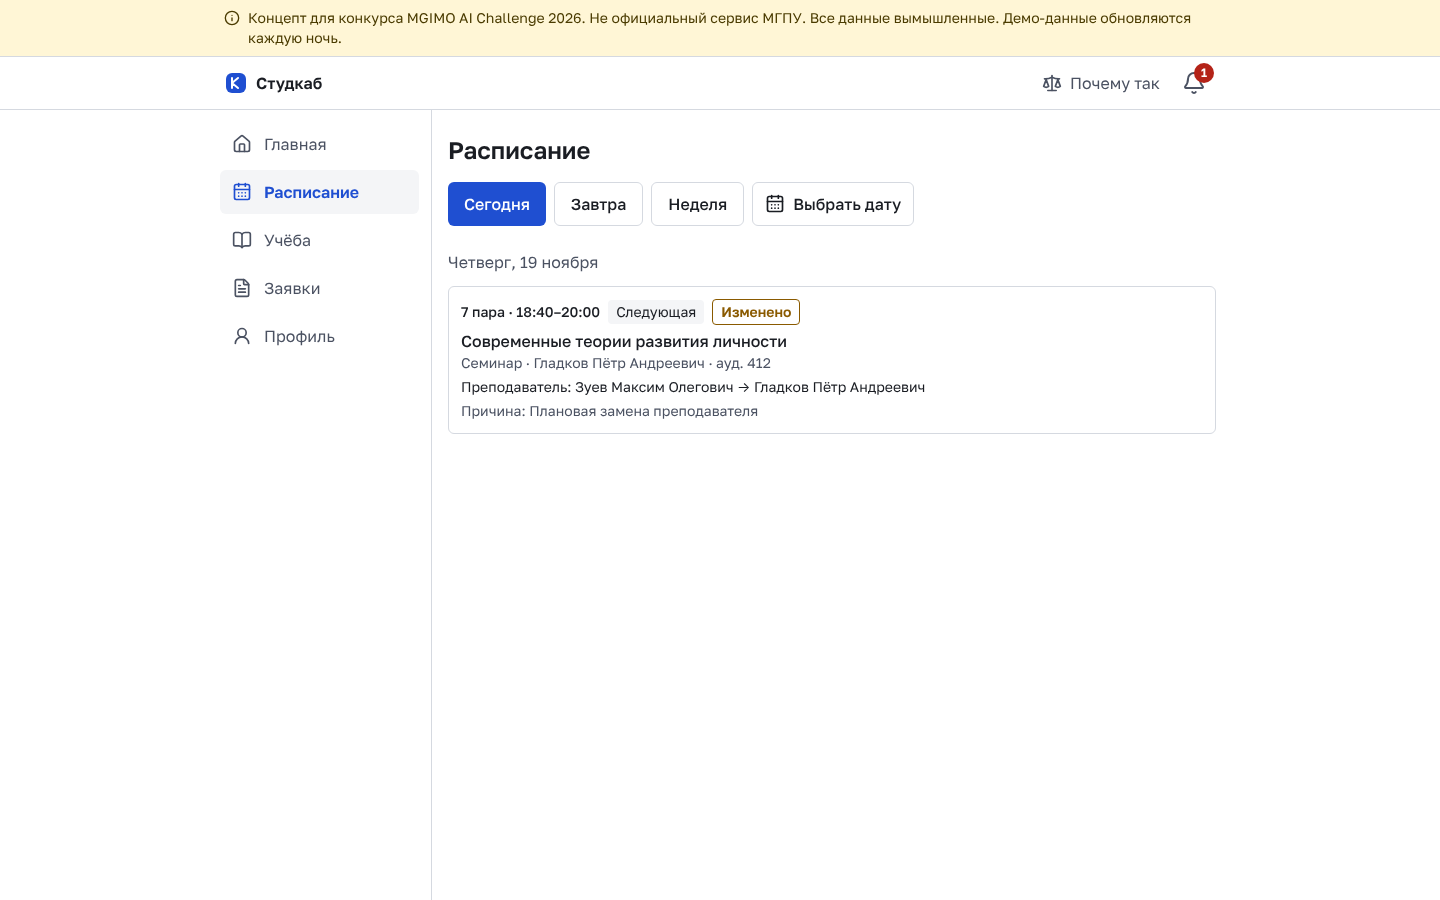 Концепт для конкурса MGIMO AI Challenge 2026. Не официальный сервис МГПУ. Все данные вымышленные. Демо-данные обновляются
каждую ночь.
Студкаб
Почему так
1
Главная
Расписание
Учёба
Заявки
Профиль
Расписание
Сегодня
Завтра
Неделя
Выбрать дату
Четверг, 19 ноября
7 пара · 18:40–20:00 Следующая Изменено
Современные теории развития личности
Семинар · Гладков Пётр Андреевич · ауд. 412
Преподаватель: Зуев Максим Олегович → Гладков Пётр Андреевич
Причина: Плановая замена преподавателя